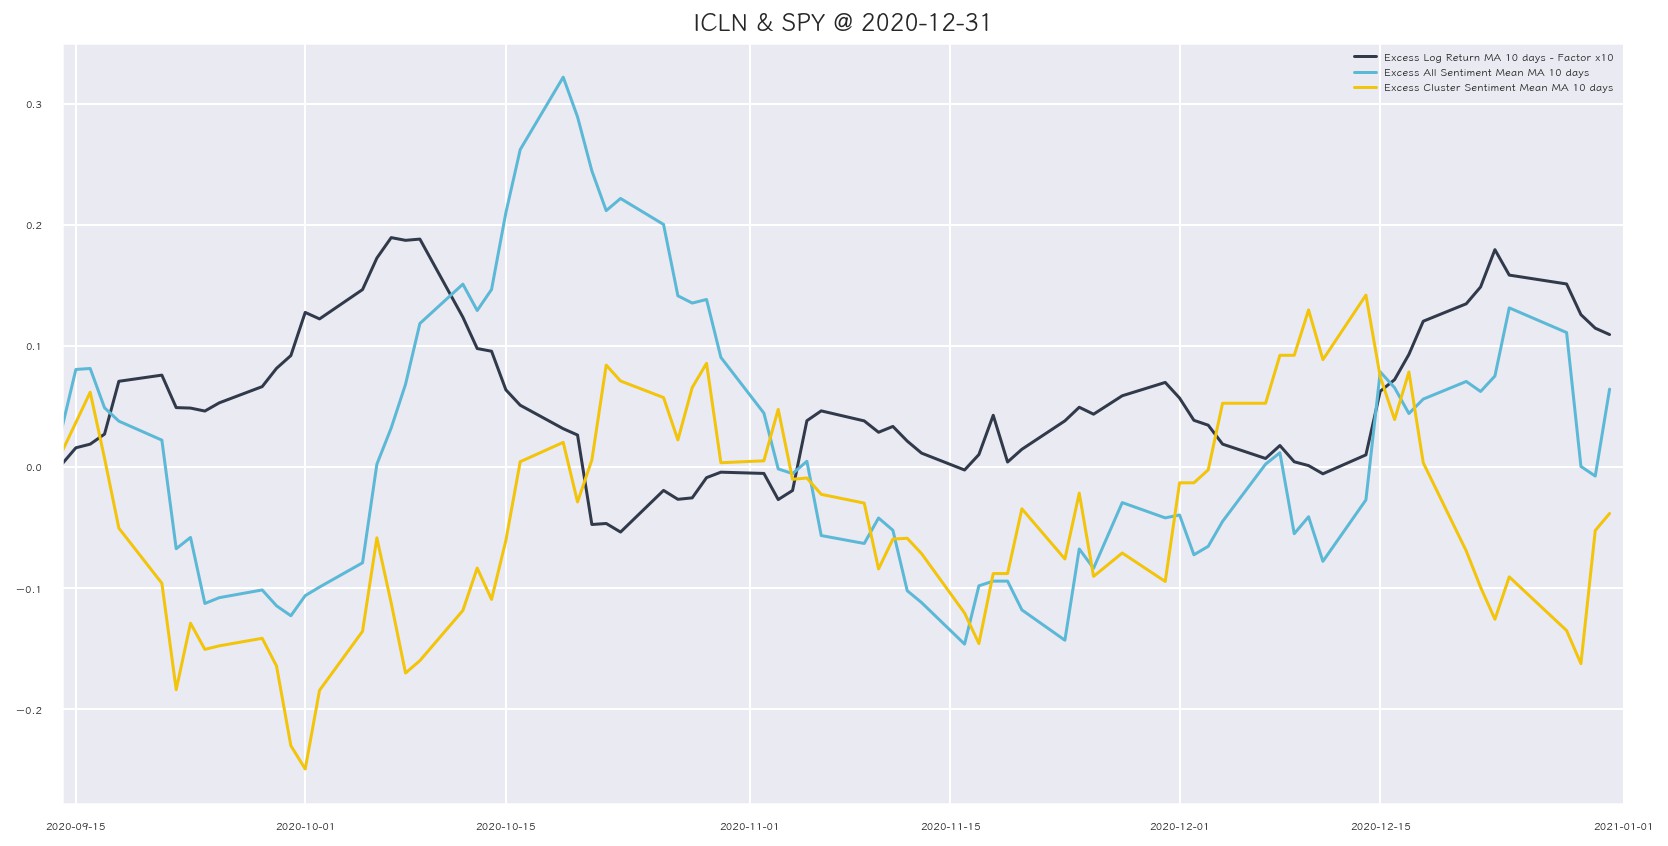 ICLN & SPY @ 2020-12-31
Excess Log Return MA 10 days - Factor x10
Excess All Sentiment Mean MA 10 days
Excess Cluster Sentiment Mean MA 10 days
0.3
0.2
0.1
0.0
−0.1
−0.2
2020-09-15 2020-10-01 2020-10-15 2020-11-01 2020-11-15 2020-12-01 2020-12-15 2021-01-01